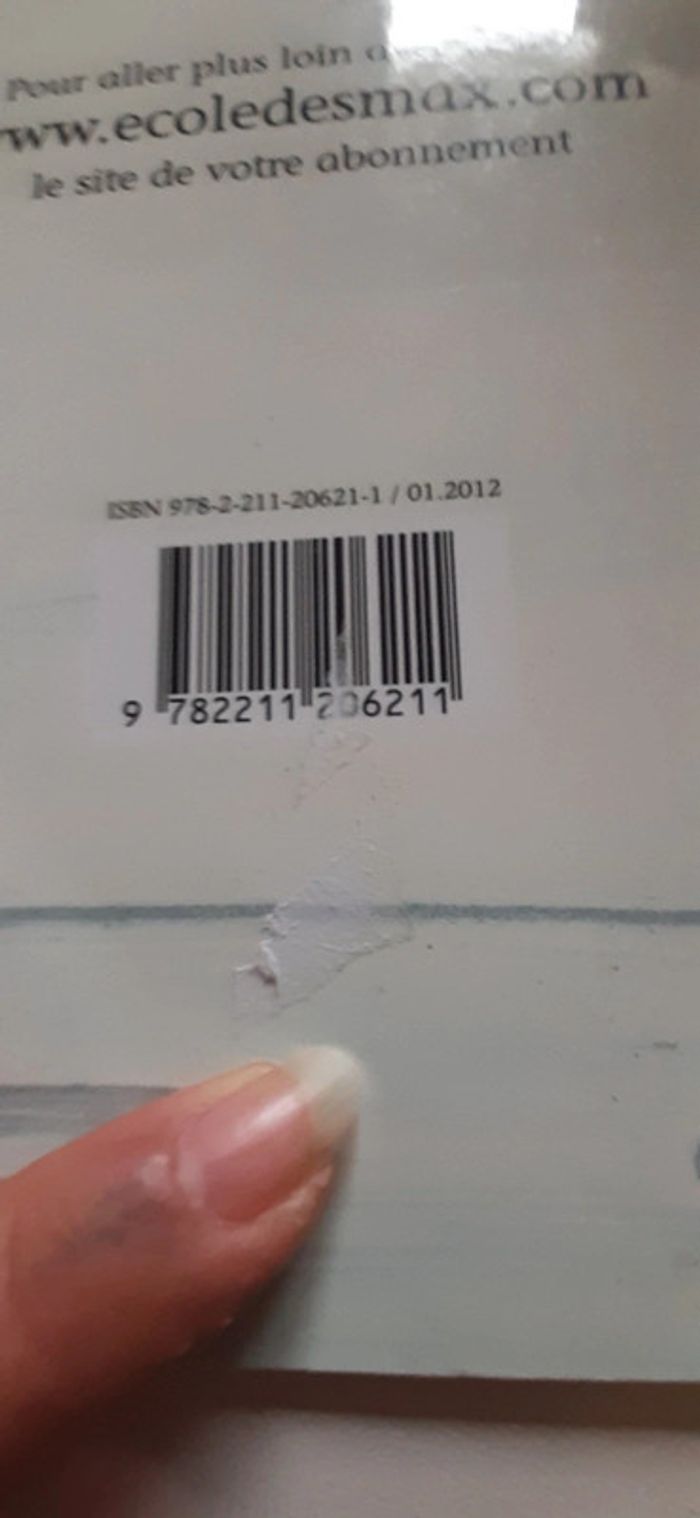 Pour aller plus loin
www.ecoledesmax.com
le site de votre abonnement
ISBN 978-2-211-20621-1 / 01.2012
9 782211 206211